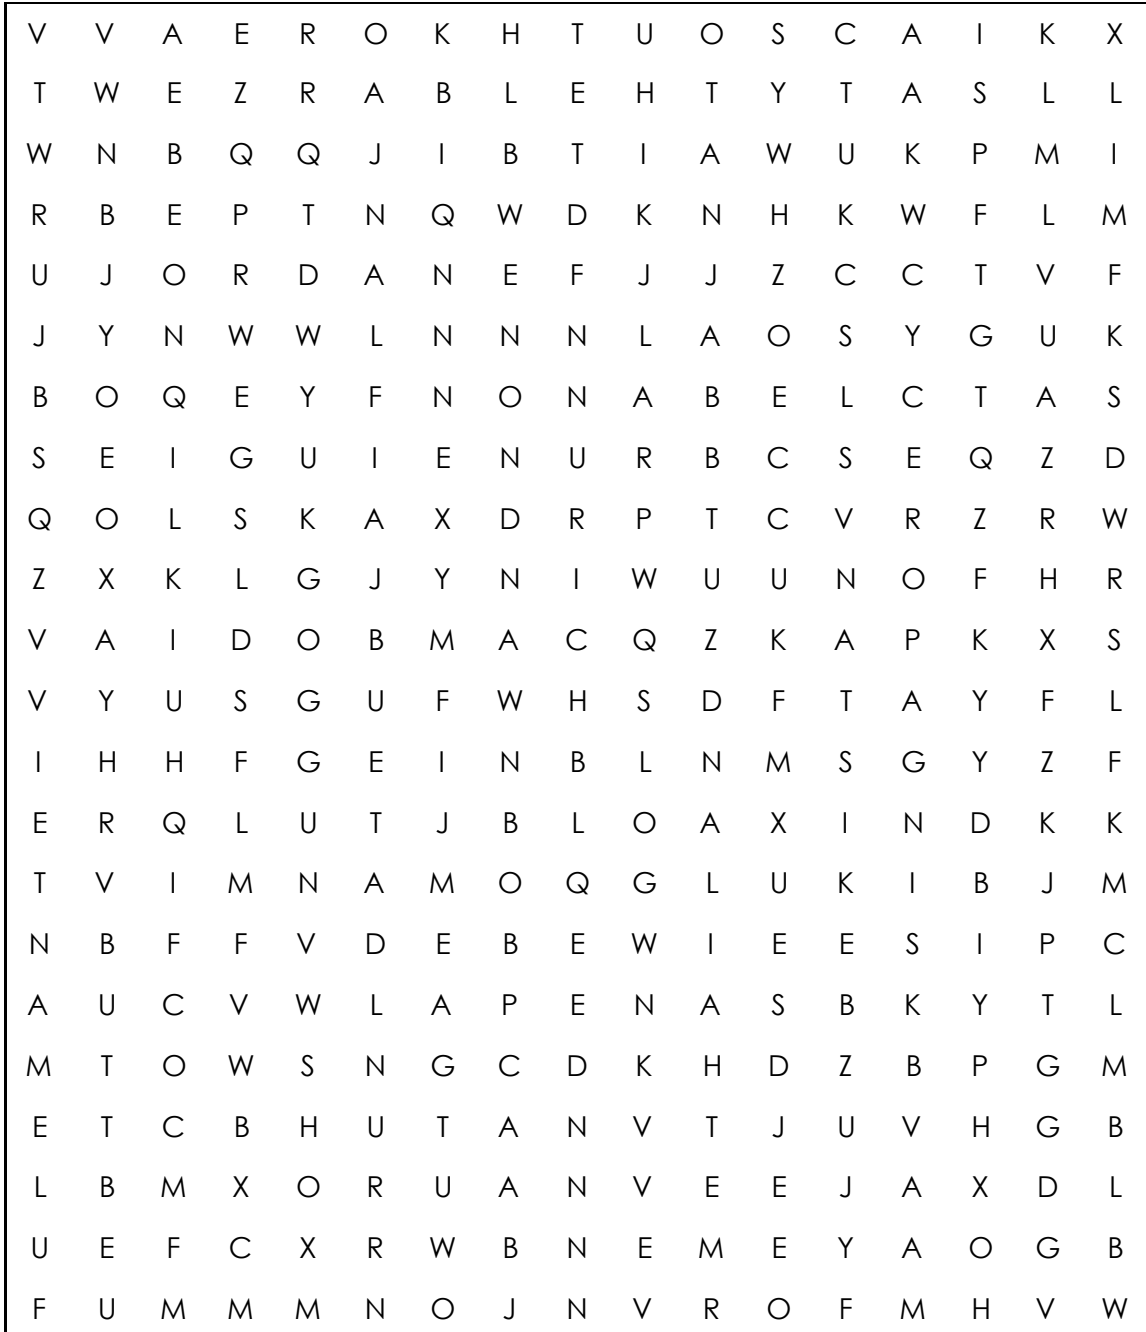 V V A E R O K H T U O S C A I K X
T W E Z R A B L E H T Y T A S L L
W N B Q Q J I B T I A W U K P M I
R B E P T N Q W D K N H K W F L M
U J O R D A N E F J J Z C C T V F
J Y N W W L N N N L A O S Y G U K
B O Q E Y F N O N A B E L C T A S
S E I G U I E N U R B C S E Q Z D
Q O L S K A X D R P T C V R Z R W
Z X K L G J Y N I W U U N O F H R
V A I D O B M A C Q Z K A P K X S
V Y U S G U F W H S D F T A Y F L
I H H F G E I N B L N M S G Y Z F
E R Q L U T J B L O A X I N D K K
T V I M N A M O Q G L U K I B J M
N B F F V D E B E W I E E S I P C
A U C V W L A P E N A S B K Y T L
M T O W S N G C D K H D Z B P G M
E T C B H U T A N V T J U V H G B
L B M X O R U A N V E E J A X D L
U E F C X R W B N E M E Y A O G B
F U M M M N O J N V R O F M H V W